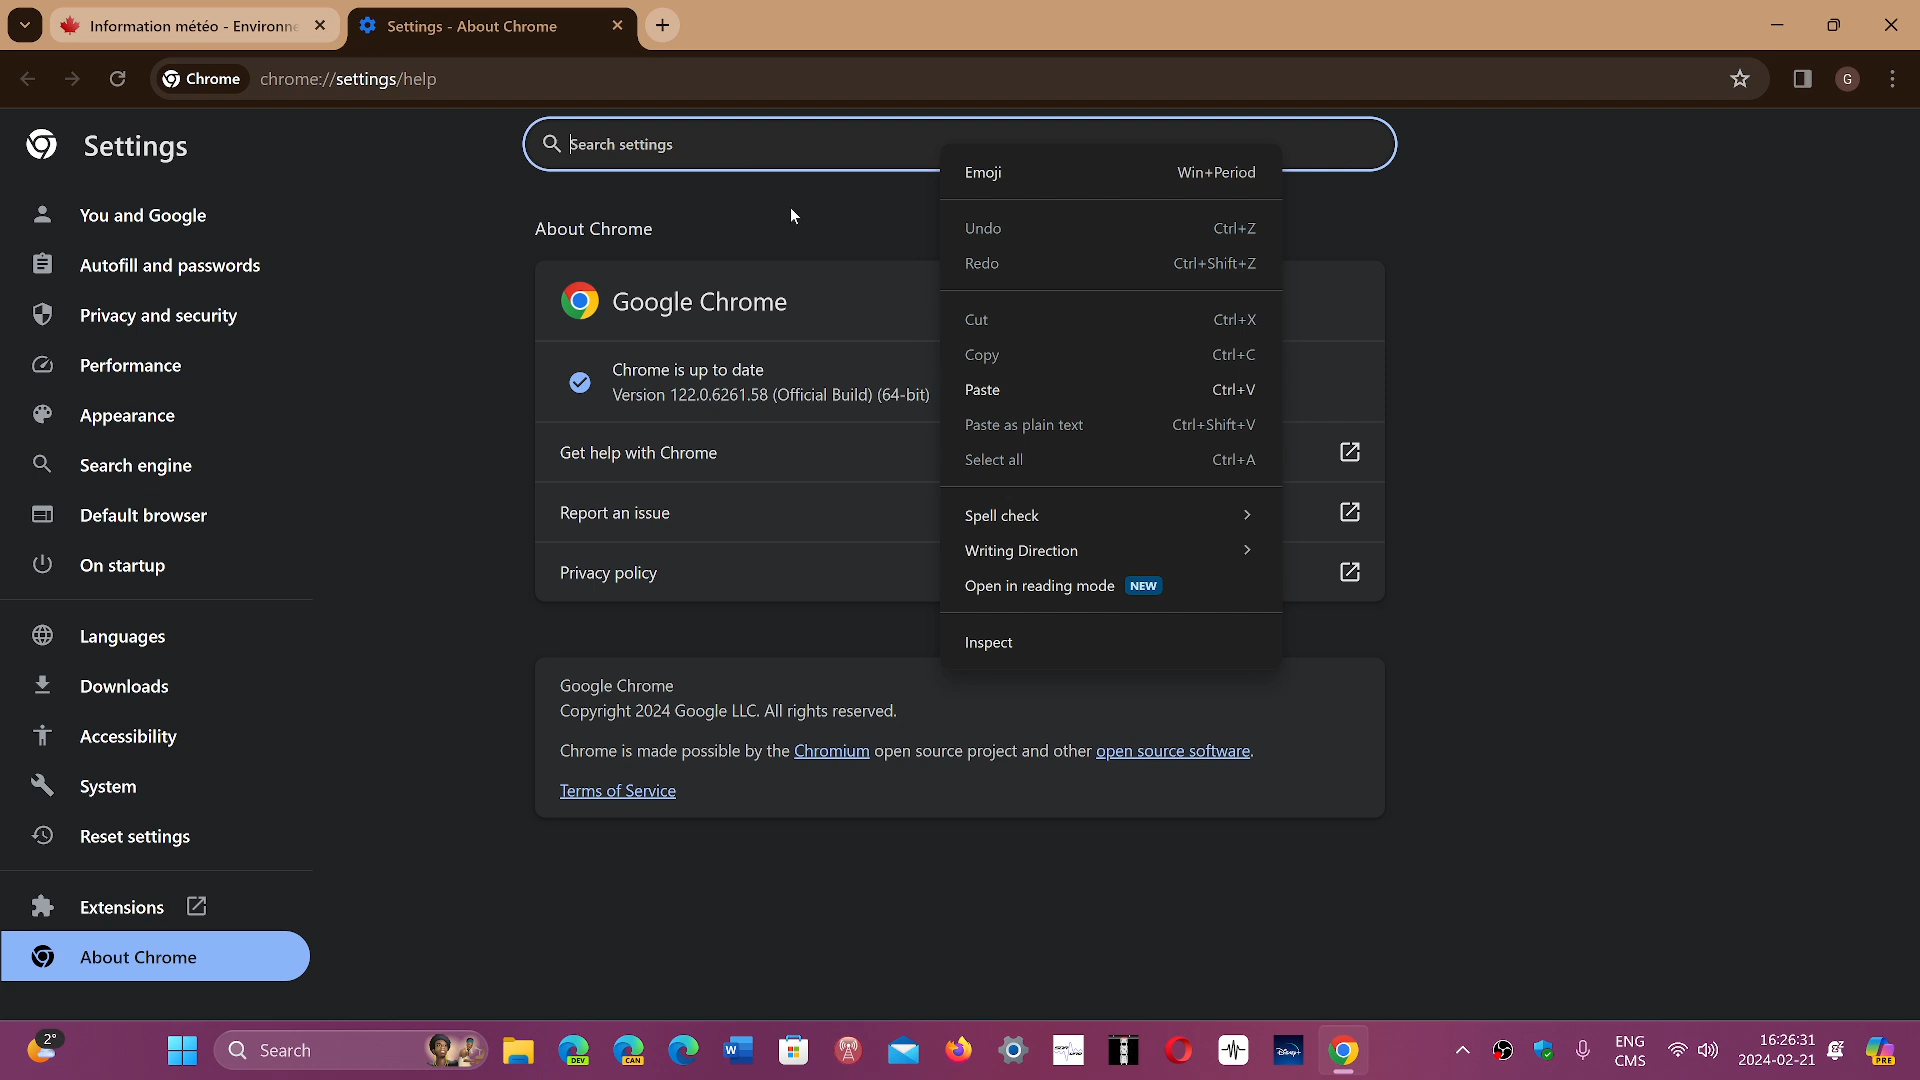 Information météo - Environne
Settings - About Chrome
Chrome
chrome://settings/help
G
Settings
Search settings
You and Google
Autofill and passwords
Privacy and security
Performance
Appearance
Search engine
Default browser
On startup
Languages
Downloads
Accessibility
System
Reset settings
Extensions
About Chrome
About Chrome
Google Chrome
Chrome is up to date
Version 122.0.6261.58 (Official Build) (64-bit)
Get help with Chrome
Report an issue
Privacy policy
Google Chrome
Copyright 2024 Google LLC. All rights reserved.
Chrome is made possible by the Chromium open source project and other open source software.
Terms of Service
Emoji Win+Period
Undo Ctrl+Z
Redo Ctrl+Shift+Z
Cut Ctrl+X
Copy Ctrl+C
Paste Ctrl+V
Paste as plain text Ctrl+Shift+V
Select all Ctrl+A
Spell check
Writing Direction
Open in reading mode NEW
Inspect
2°
Search
DEV
CAN
W
Disney+
ENG
CMS
16:26:31
2024-02-21
PRE